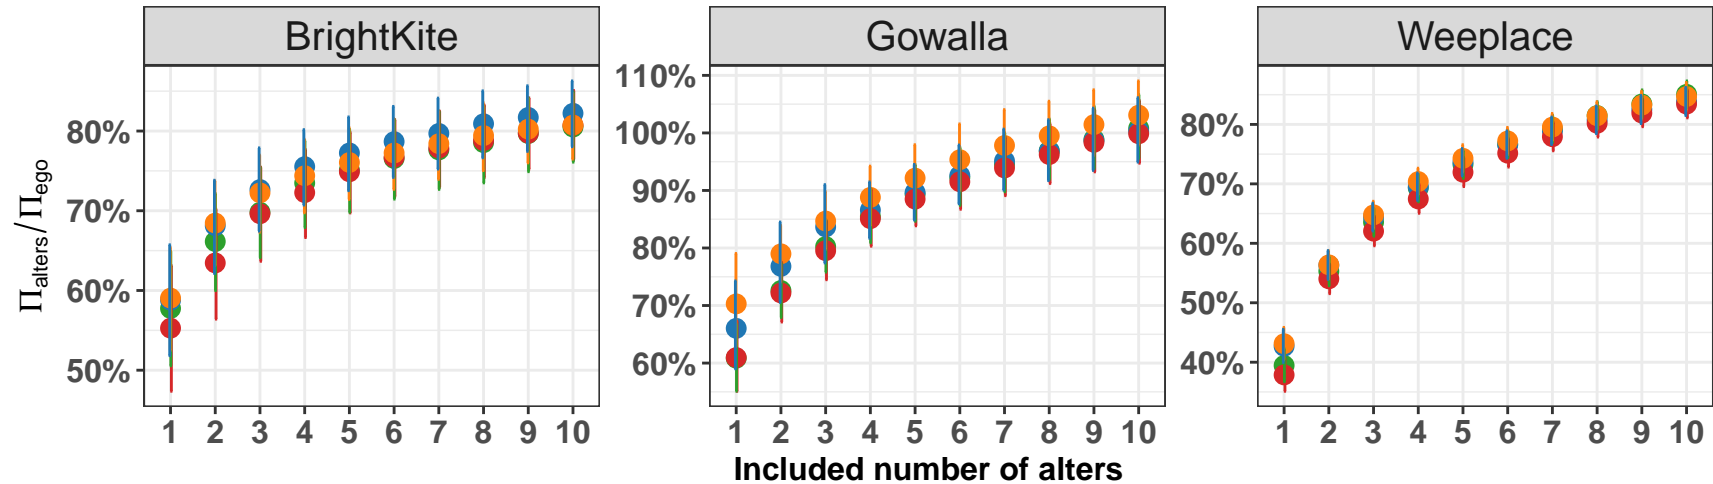 BrightKite
Gowalla
Weeplace
Πalters/Πego
80%
70%
60%
50%
1 2 3 4 5 6 7 8 9 10
110%
100%
90%
80%
70%
60%
1 2 3 4 5 6 7 8 9 10
80%
70%
60%
50%
40%
1 2 3 4 5 6 7 8 9 10
Included number of alters